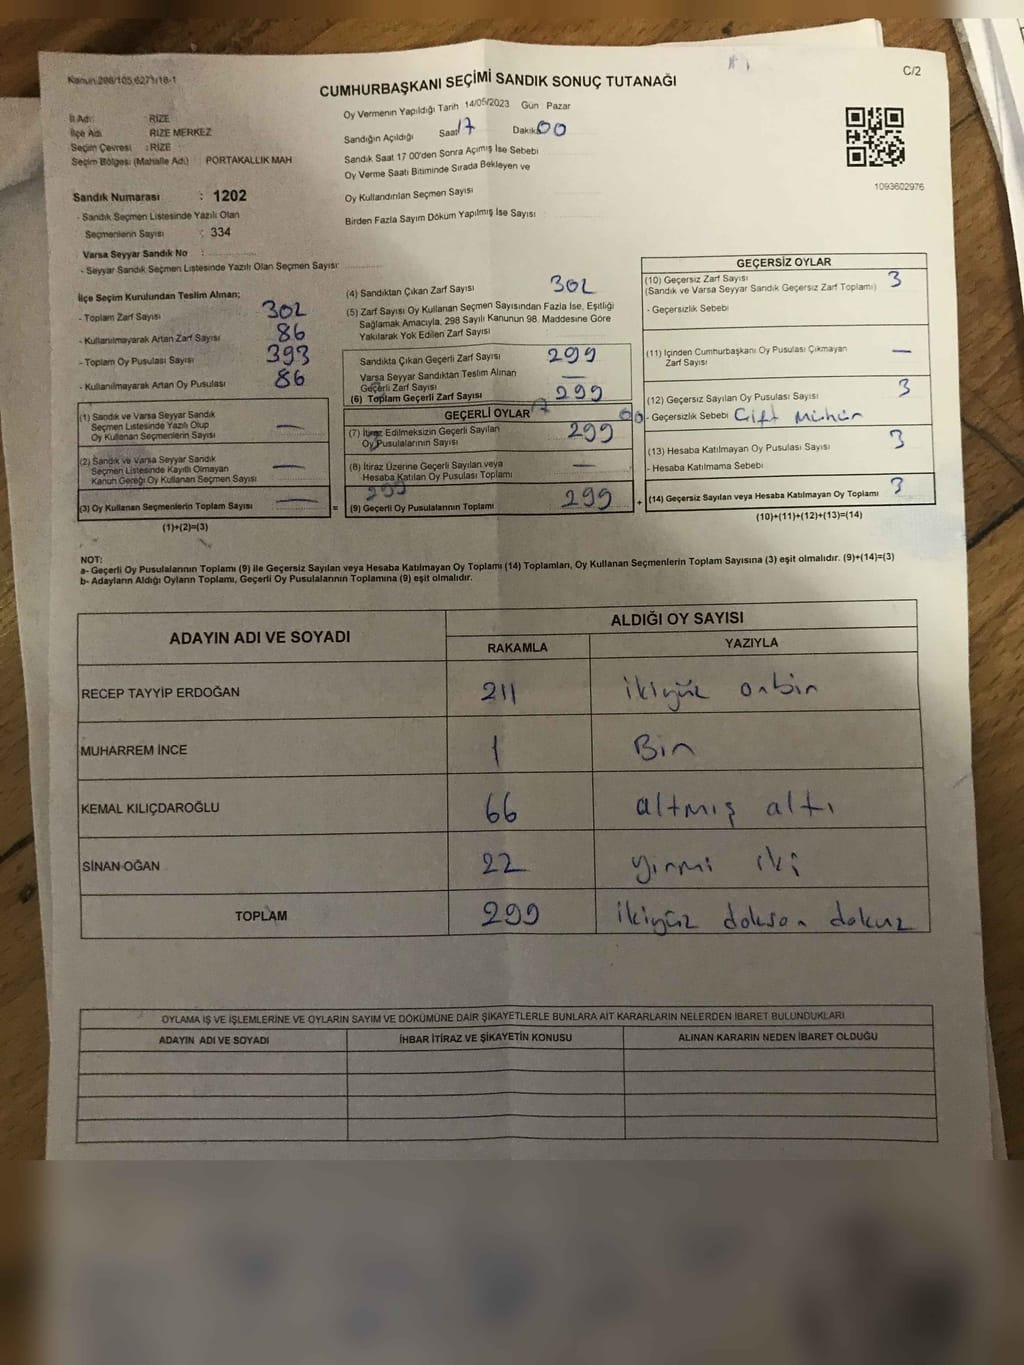 Kanun 298/105,6271/18-1
C/2
CUMHURBAŞKANI SEÇİMİ SANDIK SONUÇ TUTANAĞI
İl Adı : RİZE
İlçe Adı RİZE MERKEZ
Seçim Çevresi : RİZE
Seçim Bölgesi (Mahalle Adı) : PORTAKALLIK MAH
Oy Vermenin Yapıldığı Tarih 14/05/2023 Gün Pazar
Sandığın Açıldığı Saat 17 Dakika 00
Sandık Saat 17 00'den Sonra Açımış İse Sebebi
Oy Verme Saati Bitiminde Sırada Bekleyen ve
Oy Kullandırılan Seçmen Sayısı
Birden Fazla Sayım Döküm Yapılmış İse Sayısı
1093602976
Sandık Numarası : 1202
- Sandık Seçmen Listesinde Yazılı Olan
Seçmenlerin Sayısı : 334
Varsa Seyyar Sandık No :
- Seyyar Sandık Seçmen Listesinde Yazılı Olan Seçmen Sayısı:
İlçe Seçim Kurulundan Teslim Alınan;
- Toplam Zarf Sayısı 302
- Kullanılmayarak Artan Zarf Sayısı 86
- Toplam Oy Pusulası Sayısı 393
- Kullanılmayarak Artan Oy Pusulası 86
(1) Sandık ve Varsa Seyyar Sandık
Seçmen Listesinde Yazılı Olup
Oy Kullanan Seçmenlerin Sayısı —
(2) Sandık ve Varsa Seyyar Sandık
Seçmen Listesinde Kayıtlı Olmayan
Kanun Gereği Oy Kullanan Seçmen Sayısı —
(3) Oy Kullanan Seçmenlerin Toplam Sayısı —
(1)+(2)=(3)
(4) Sandıktan Çıkan Zarf Sayısı 302
(5) Zarf Sayısı Oy Kullanan Seçmen Sayısından Fazla İse, Eşitliği
Sağlamak Amacıyla, 298 Sayılı Kanunun 98. Maddesine Göre
Yakılarak Yok Edilen Zarf Sayısı
Sandıkta Çıkan Geçerli Zarf Sayısı 299
Varsa Seyyar Sandıktan Teslim Alınan
Geçerli Zarf Sayısı —
(6) Toplam Geçerli Zarf Sayısı 299
GEÇERLİ OYLAR 17 00
(7) İtiraz Edilmeksizin Geçerli Sayılan
Oy Pusulalarının Sayısı 299
(8) İtiraz Üzerine Geçerli Sayılan veya
Hesaba Katılan Oy Pusulası Toplamı —
299
= (9) Geçerli Oy Pusulalarının Toplamı 299 +
GEÇERSİZ OYLAR
(10) Geçersiz Zarf Sayısı 3
(Sandık ve Varsa Seyyar Sandık Geçersiz Zarf Toplamı)
- Geçersizlik Sebebi
(11) İçinden Cumhurbaşkanı Oy Pusulası Çıkmayan
Zarf Sayısı —
(12) Geçersiz Sayılan Oy Pusulası Sayısı 3
- Geçersizlik Sebebi Çift Mühür
(13) Hesaba Katılmayan Oy Pusulası Sayısı 3
- Hesaba Katılmama Sebebi
(14) Geçersiz Sayılan veya Hesaba Katılmayan Oy Toplamı 3
(10)+(11)+(12)+(13)=(14)
NOT:
a- Geçerli Oy Pusulalarının Toplamı (9) ile Geçersiz Sayılan veya Hesaba Katılmayan Oy Toplamı (14) Toplamları, Oy Kullanan Seçmenlerin Toplam Sayısına (3) eşit olmalıdır. (9)+(14)=(3)
b- Adayların Aldığı Oyların Toplamı, Geçerli Oy Pusulalarının Toplamına (9) eşit olmalıdır.
ADAYIN ADI VE SOYADI
ALDIĞI OY SAYISI
RAKAMLA YAZIYLA
RECEP TAYYİP ERDOĞAN 211 ikiyüz onbir
MUHARREM İNCE 1 Bir
KEMAL KILIÇDAROĞLU 66 altmış altı
SİNAN OĞAN 22 yirmi iki
TOPLAM 299 ikiyüz doksan dokuz
OYLAMA İŞ VE İŞLEMLERİNE VE OYLARIN SAYIM VE DÖKÜMÜNE DAİR ŞİKAYETLERLE BUNLARA AİT KARARLARIN NELERDEN İBARET BULUNDUKLARI
ADAYIN ADI VE SOYADI İHBAR İTİRAZ VE ŞİKAYETİN KONUSU ALINAN KARARIN NEDEN İBARET OLDUĞU